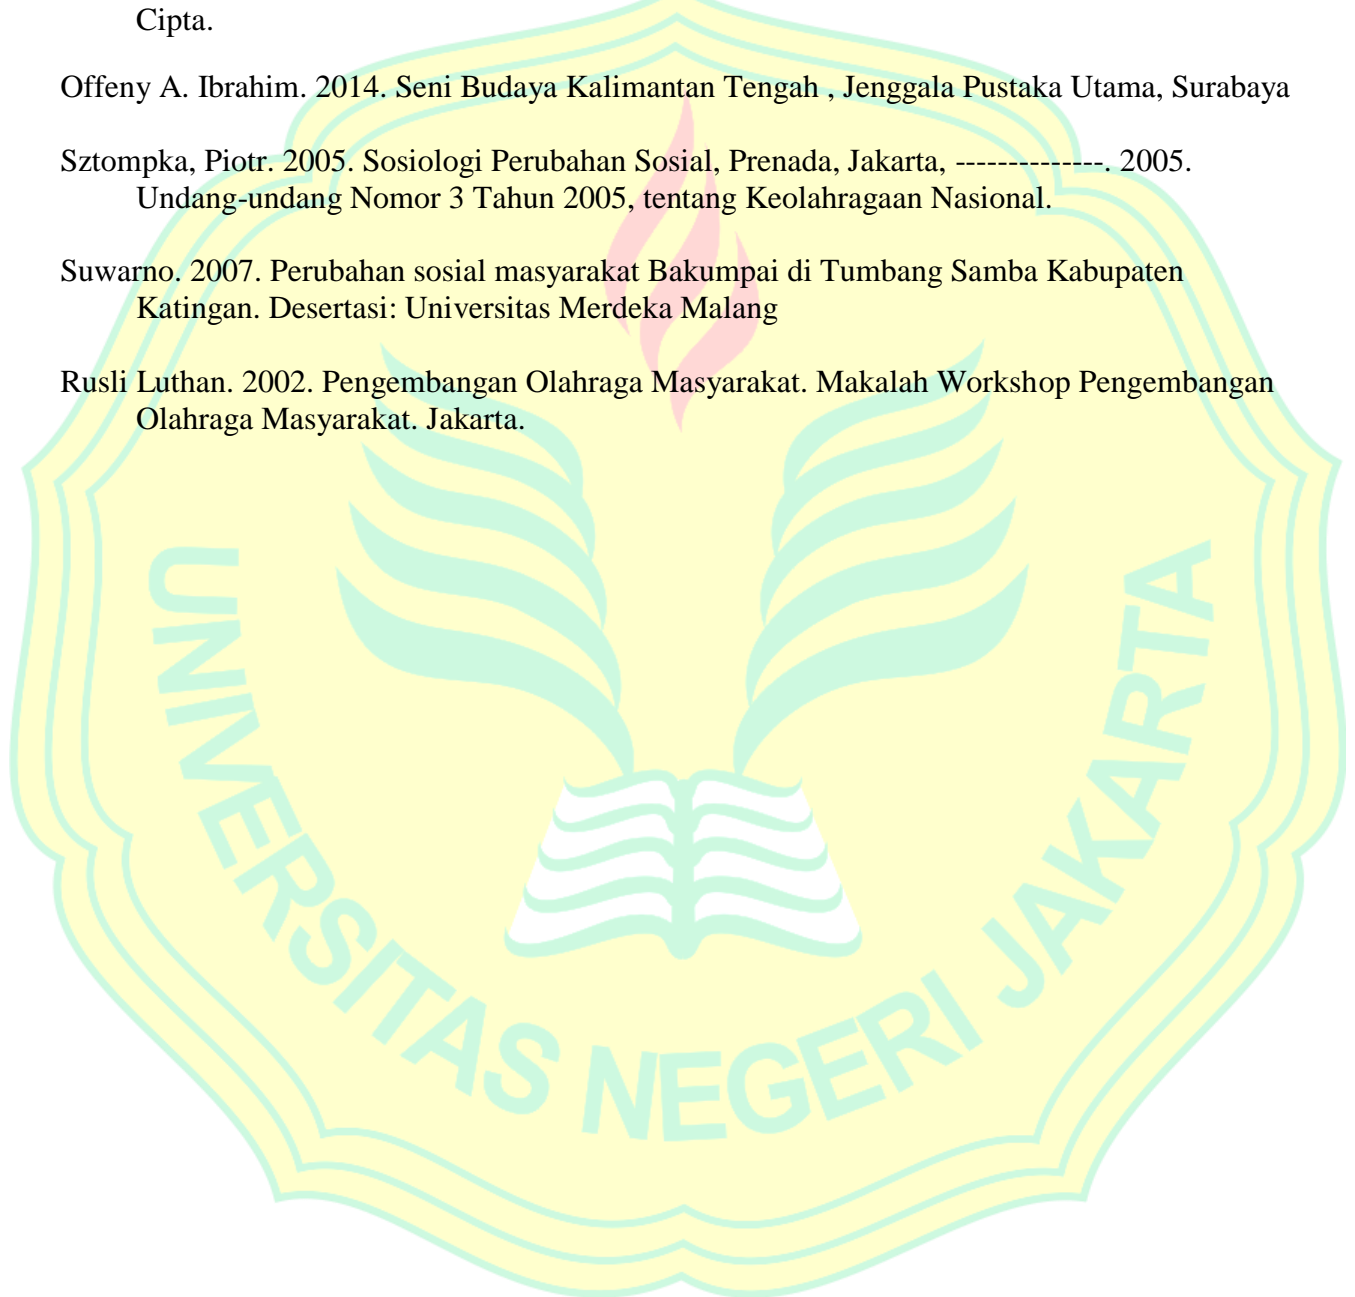 Cipta.
Offeny A. Ibrahim. 2014. Seni Budaya Kalimantan Tengah , Jenggala Pustaka Utama, Surabaya
Sztompka, Piotr. 2005. Sosiologi Perubahan Sosial, Prenada, Jakarta, --------------. 2005.
Undang-undang Nomor 3 Tahun 2005, tentang Keolahragaan Nasional.
Suwarno. 2007. Perubahan sosial masyarakat Bakumpai di Tumbang Samba Kabupaten
Katingan. Desertasi: Universitas Merdeka Malang
Rusli Luthan. 2002. Pengembangan Olahraga Masyarakat. Makalah Workshop Pengembangan
Olahraga Masyarakat. Jakarta.
UNIVERSITAS NEGERI JAKARTA